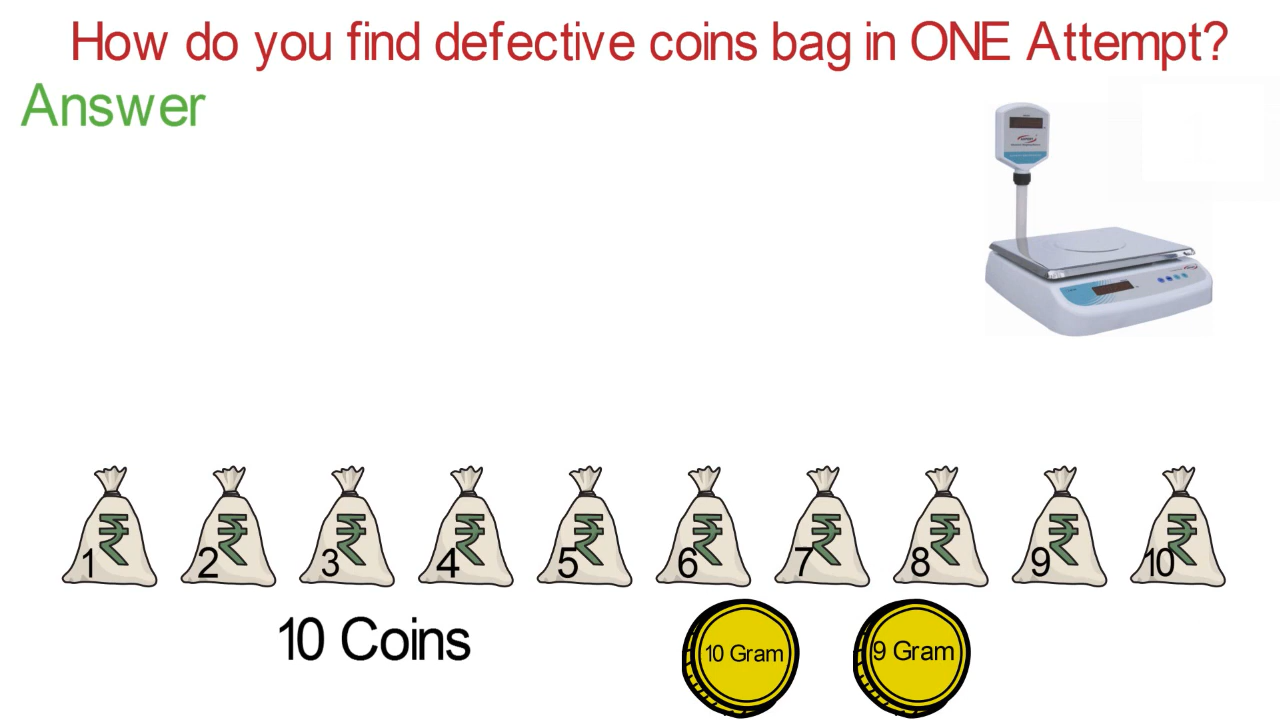 How do you find defective coins bag in ONE Attempt?
Answer
₹ ₹ ₹ ₹ ₹ ₹ ₹ ₹ ₹ ₹
1 2 3 4 5 6 7 8 9 10
10 Coins
10 Gram
9 Gram